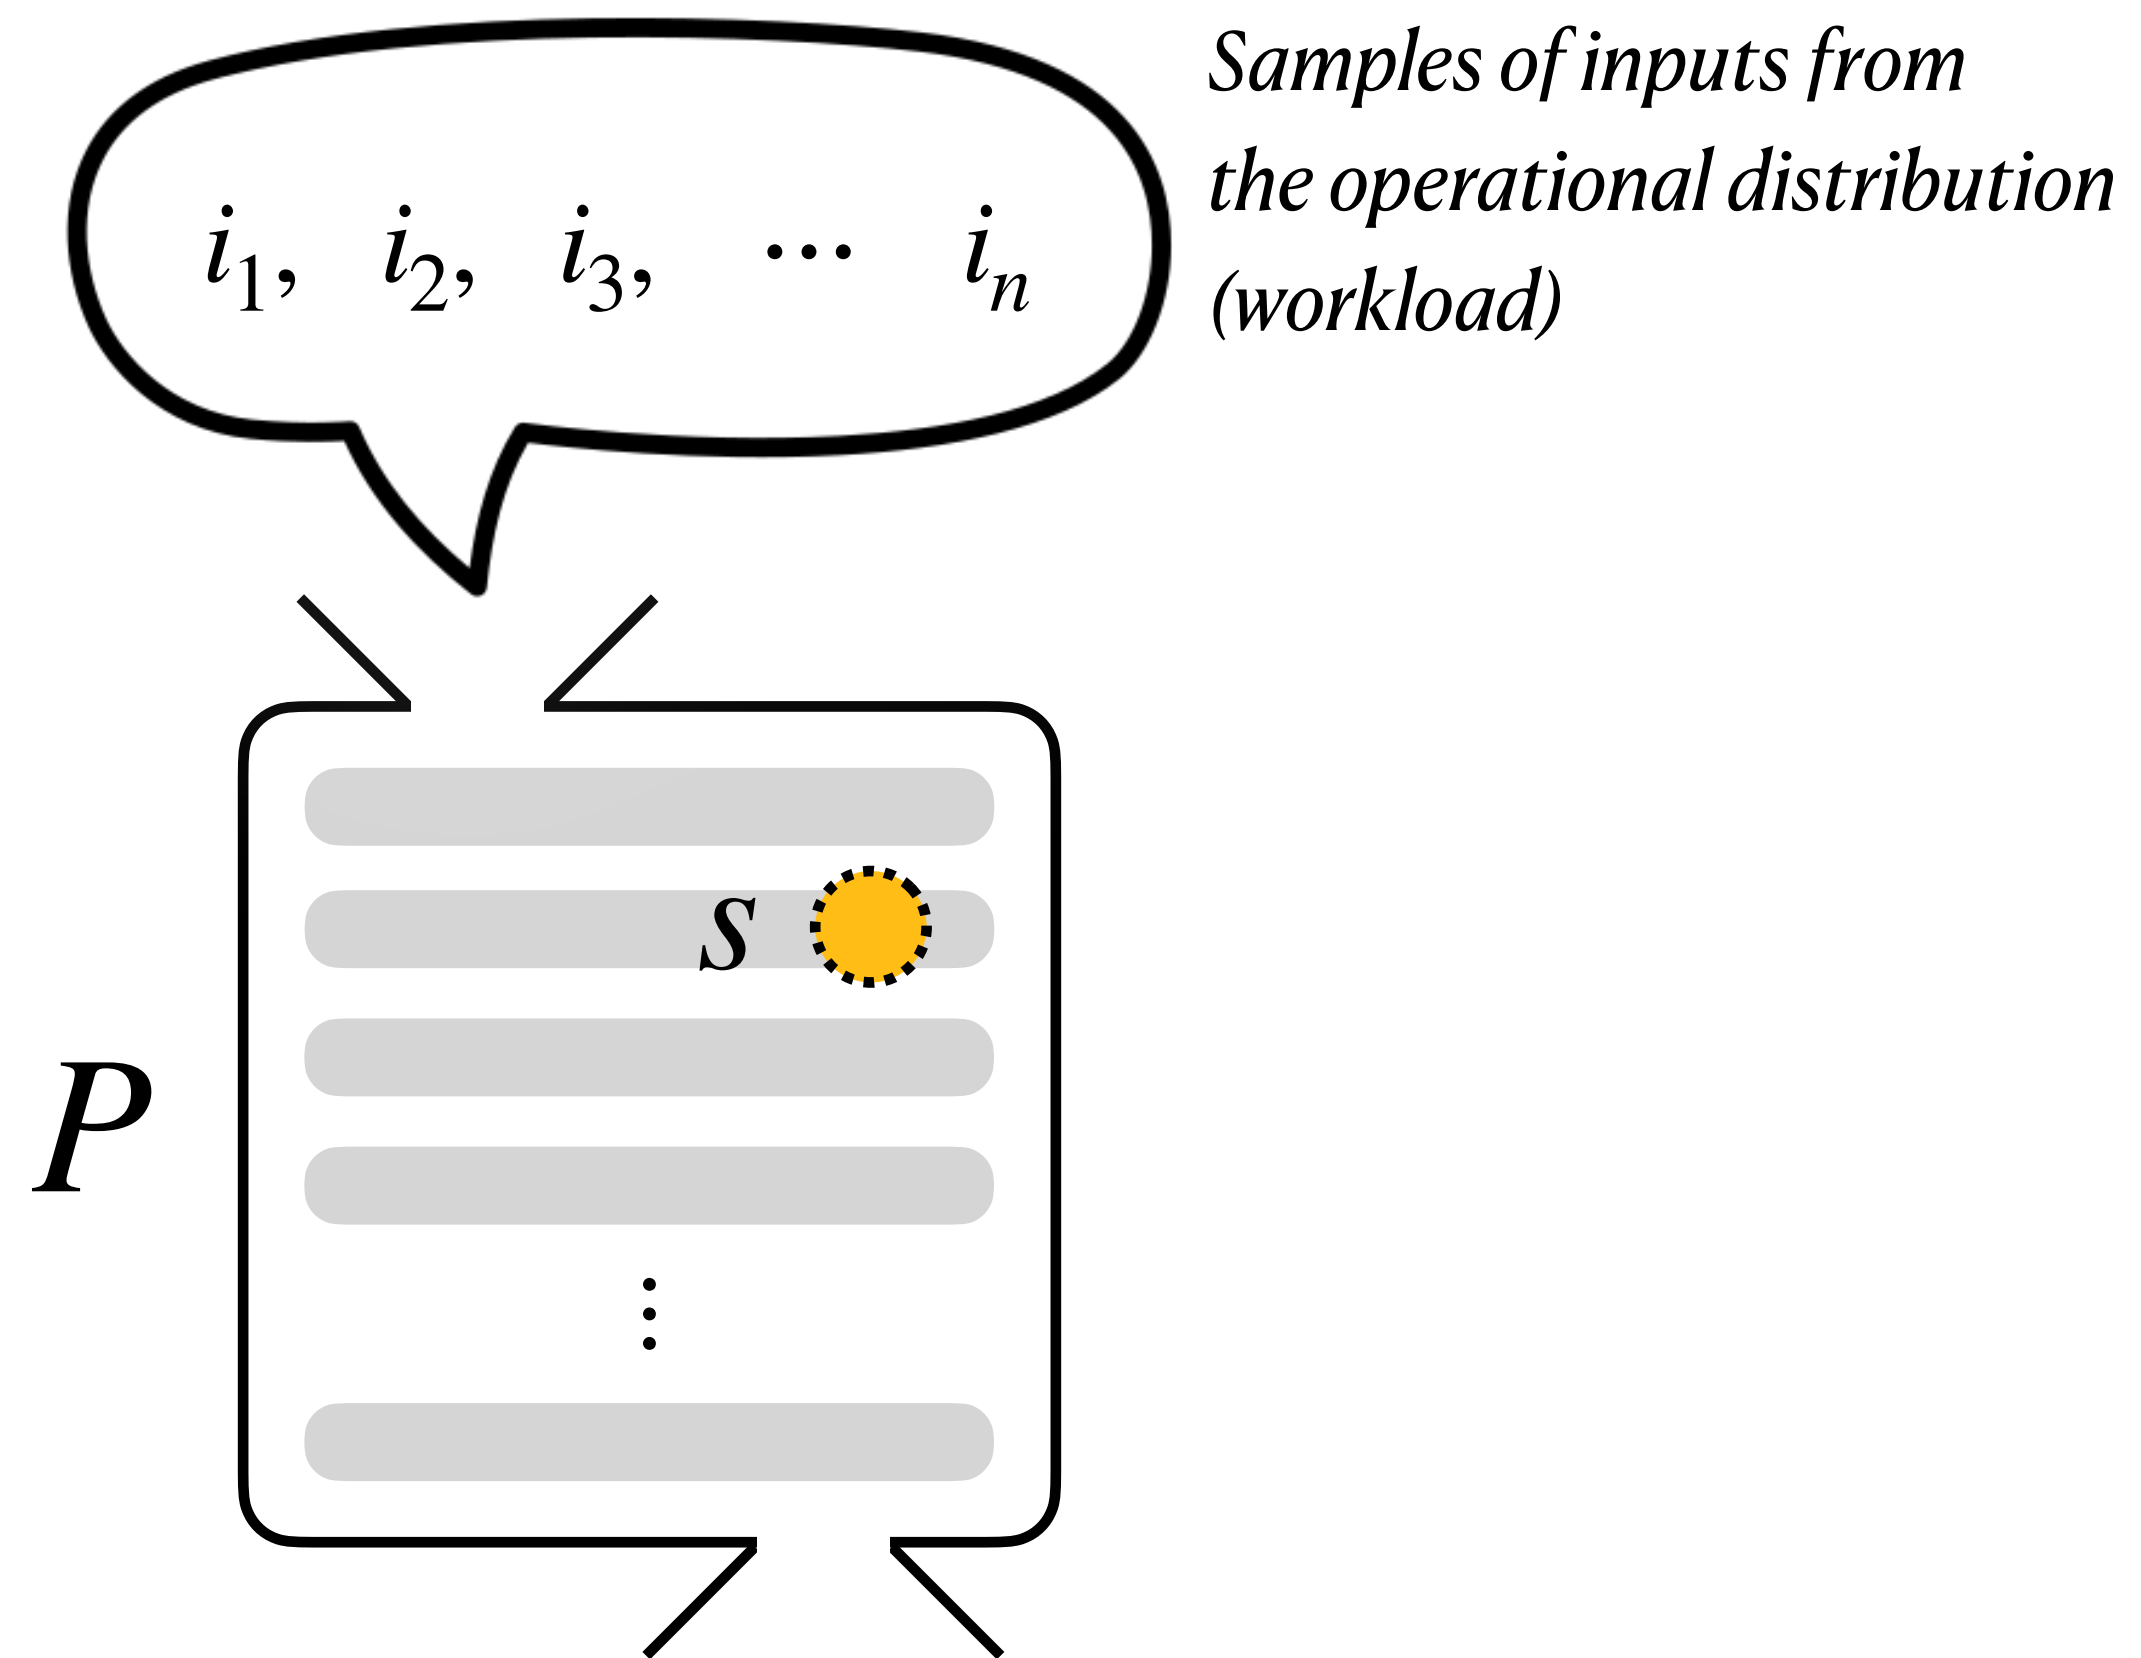 Samples of inputs from
the operational distribution
(workload)
i₁, i₂, i₃, ⋯ iₙ
s
P
⋮